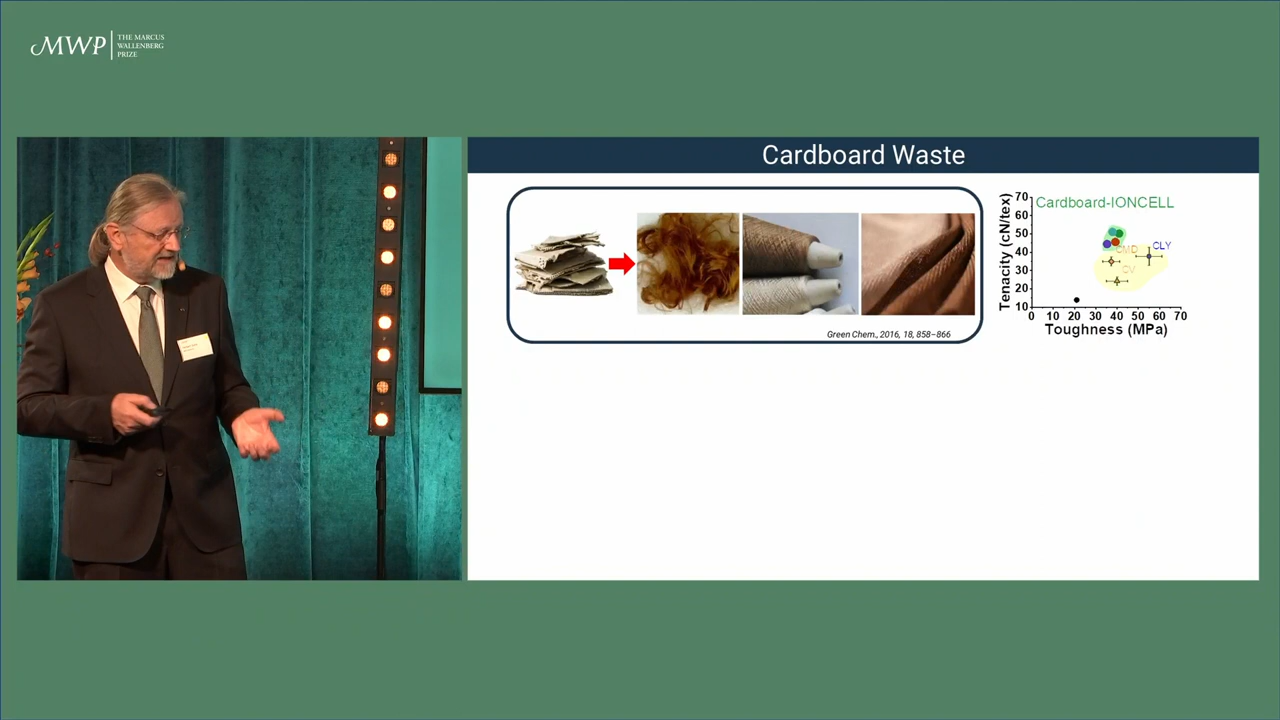 MWP
THE MARCUS
WALLENBERG
PRIZE
Cardboard Waste
Green Chem., 2016, 18, 858–866
Cardboard-IONCELL
CMD
CLY
CV
Tenacity (cN/tex)
70
60
50
40
30
20
10
0 10 20 30 40 50 60 70
Toughness (MPa)